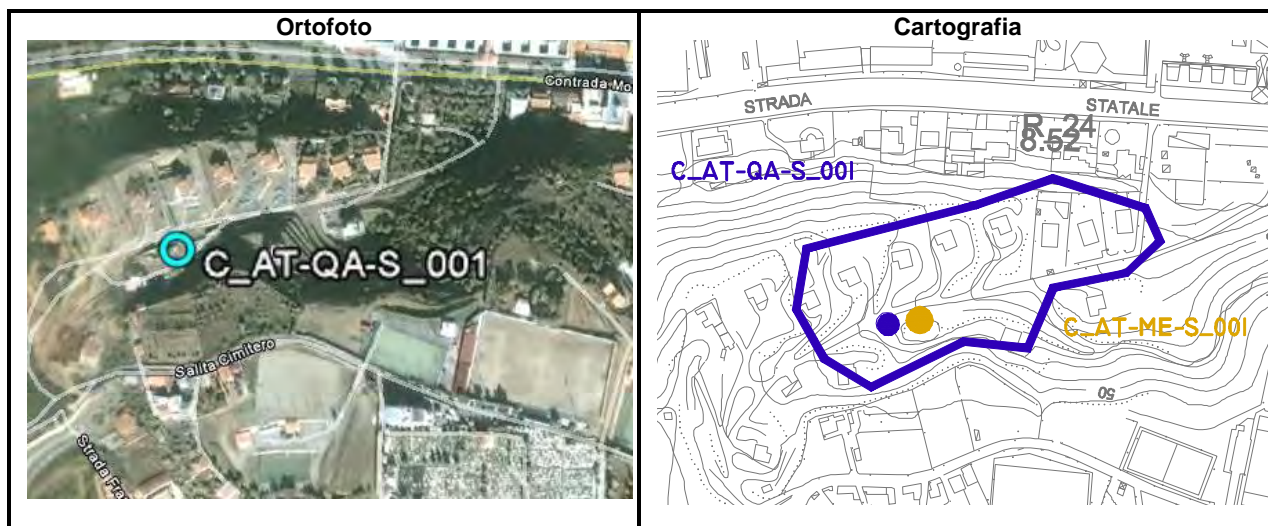 Ortofoto
Contrada Mo
C_AT-QA-S_001
Salita Cimitero
Strada Fra
Cartografia
STRADA STATALE
R 24
8.52
C_AT-QA-S_001
C_AT-ME-S_001
50